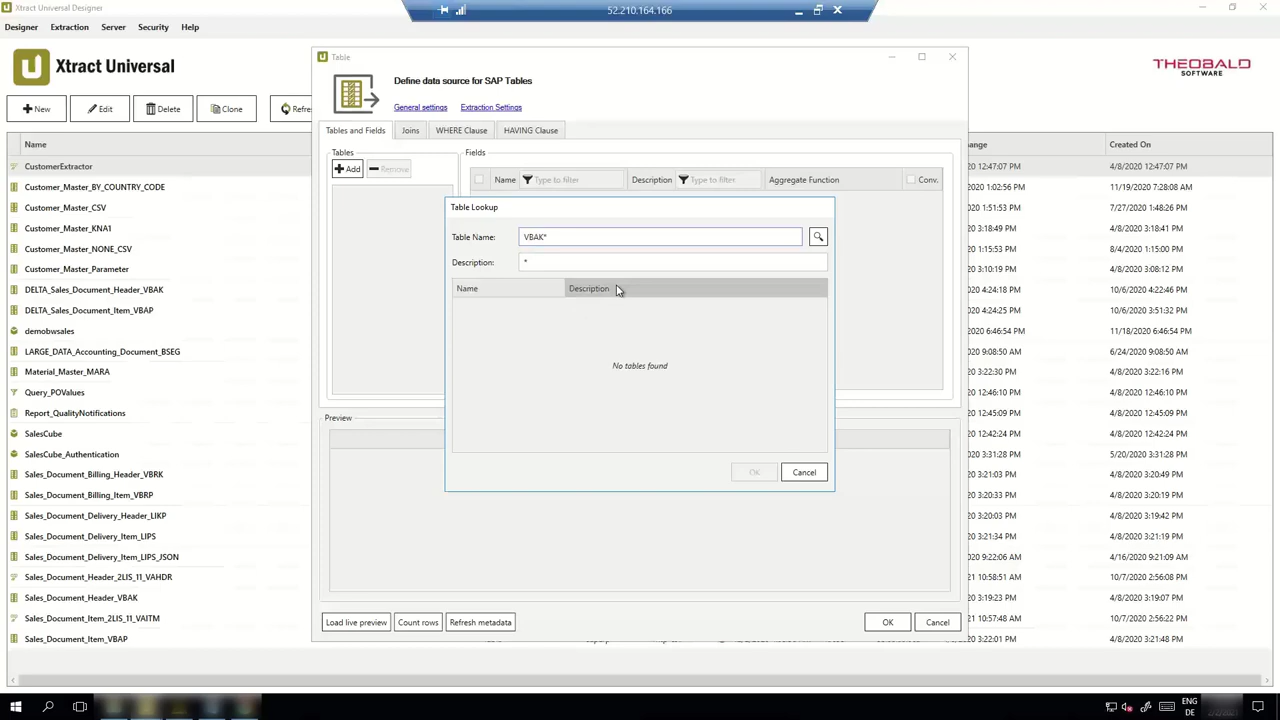 Xtract Universal Designer
52.210.164.166
Designer Extraction Server Security Help
Xtract Universal
THEOBALD
SOFTWARE
New Edit Delete Clone
Name
Created On
CustomerExtractor 12:47:07 PM 4/8/2020 12:47:07 PM
Customer_Master_BY_COUNTRY_CODE 11/19/2020 7:28:08 AM
Customer_Master_CSV 7/27/2020 1:48:26 PM
Customer_Master_KNA1 4/8/2020 3:18:41 PM
Customer_Master_NONE_CSV 8/4/2020 1:15:00 PM
Customer_Master_Parameter 4/8/2020 3:08:12 PM
DELTA_Sales_Document_Header_VBAK 10/6/2020 4:22:46 PM
DELTA_Sales_Document_Item_VBAP 10/6/2020 3:51:32 PM
demobwsales 11/18/2020 6:46:54 PM
LARGE_DATA_Accounting_Document_BSEG 6/24/2020 9:08:50 AM
Material_Master_MARA 4/8/2020 3:22:30 PM
Query_POValues 4/8/2020 12:46:10 PM
Report_QualityNotifications 4/8/2020 12:45:09 PM
SalesCube 4/8/2020 12:42:24 PM
SalesCube_Authentication 5/20/2020 3:31:28 PM
Sales_Document_Billing_Header_VBRK 4/8/2020 3:20:49 PM
Sales_Document_Billing_Item_VBRP 4/8/2020 3:20:19 PM
Sales_Document_Delivery_Header_LIKP 4/8/2020 3:19:42 PM
Sales_Document_Delivery_Item_LIPS 4/8/2020 3:21:19 PM
Sales_Document_Delivery_Item_LIPS_JSON 4/16/2020 9:21:09 AM
Sales_Document_Header_2LIS_11_VAHDR 10/7/2020 2:56:08 PM
Sales_Document_Header_VBAK 4/8/2020 3:19:07 PM
Sales_Document_Item_2LIS_11_VAITM 10/7/2020 2:56:22 PM
Sales_Document_Item_VBAP 4/8/2020 3:21:48 PM
Table
Define data source for SAP Tables
General settings Extraction Settings
Tables and Fields Joins WHERE Clause HAVING Clause
Tables
Add Remove
Fields
Name Type to filter Description Type to filter Aggregate Function Conv.
Table Lookup
Table Name: VBAK*
Description: *
Name Description
No tables found
OK Cancel
Preview
Load live preview Count rows Refresh metadata OK Cancel
ENG
DE